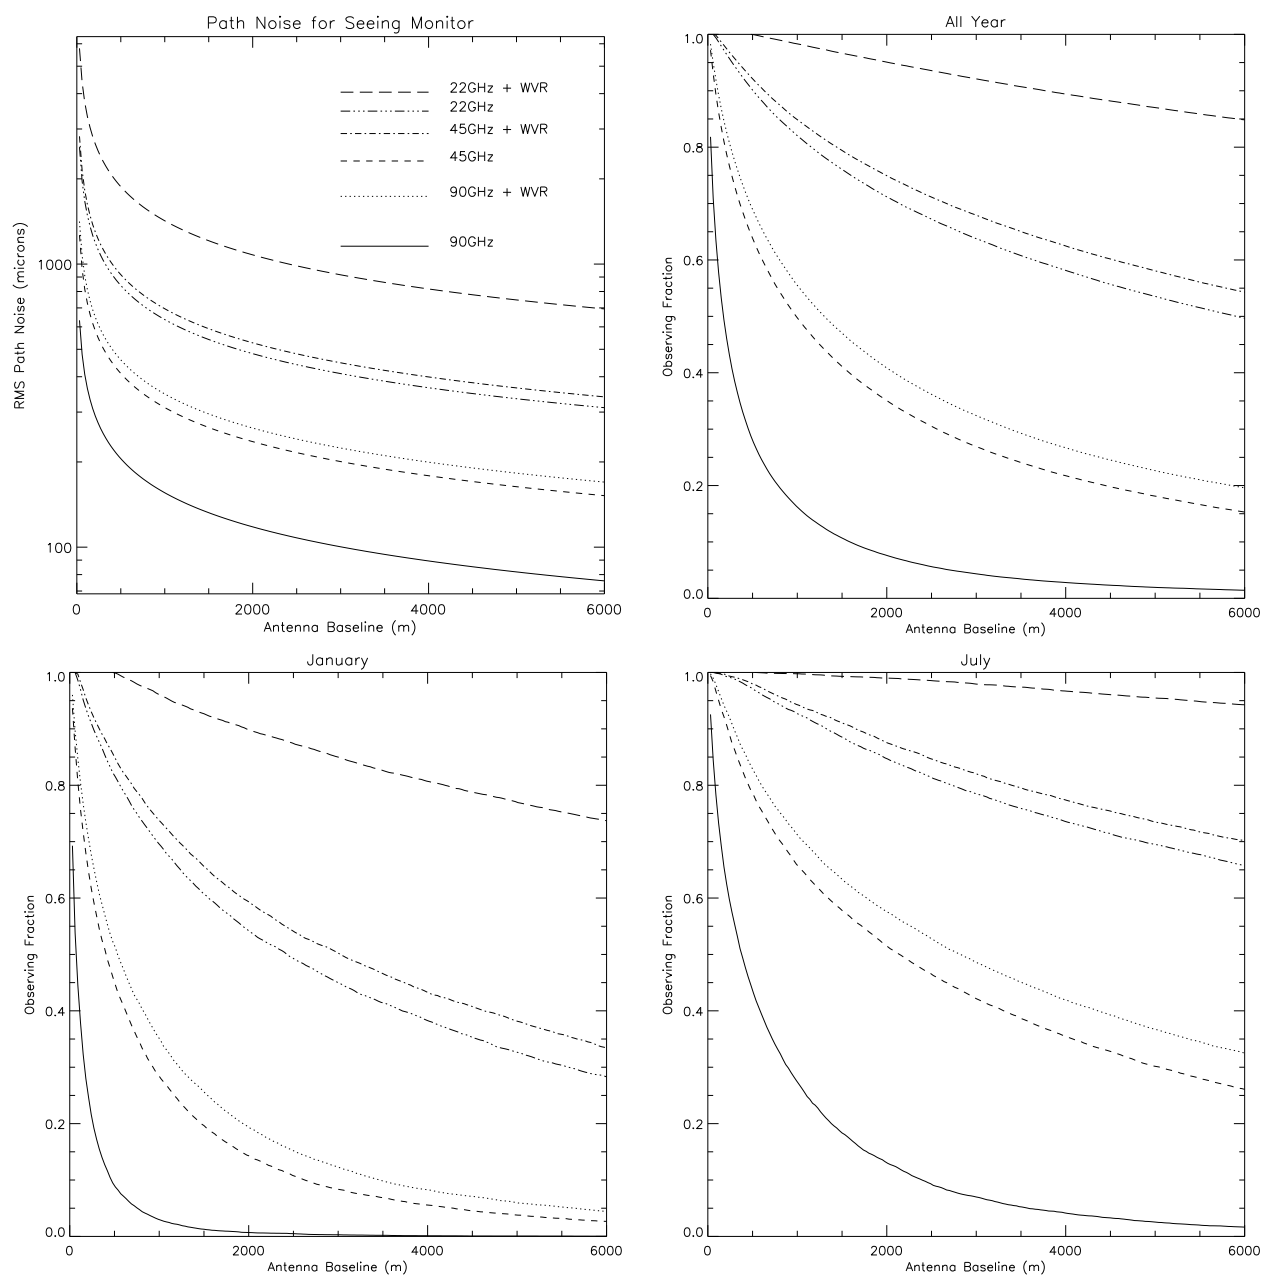 Path Noise for Seeing Monitor
22GHz + WVR
22GHz
45GHz + WVR
45GHz
90GHz + WVR
90GHz
RMS Path Noise (microns)
1000
100
0 2000 4000 6000
Antenna Baseline (m)
All Year
Observing Fraction
1.0
0.8
0.6
0.4
0.2
0.0
0 2000 4000 6000
Antenna Baseline (m)
January
Observing Fraction
1.0
0.8
0.6
0.4
0.2
0.0
0 2000 4000 6000
Antenna Baseline (m)
July
Observing Fraction
1.0
0.8
0.6
0.4
0.2
0.0
0 2000 4000 6000
Antenna Baseline (m)